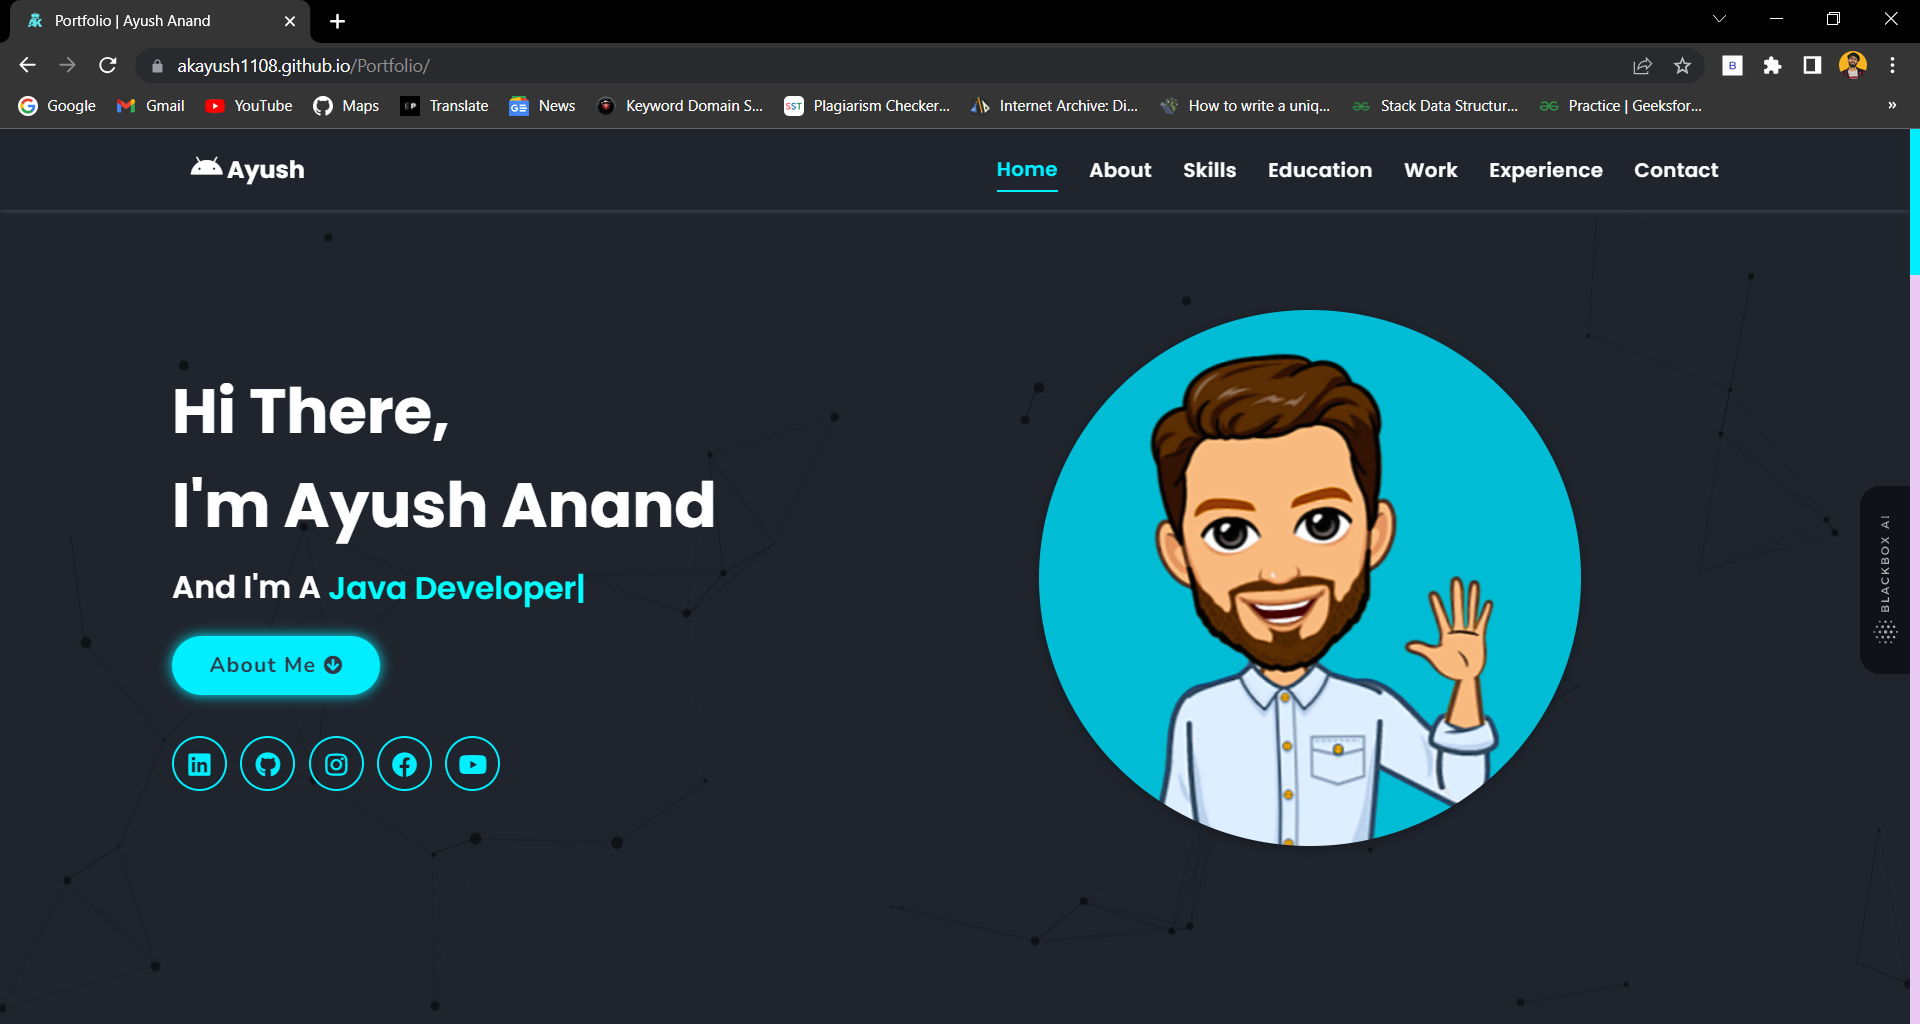 Portfolio | Ayush Anand
akayush1108.github.io/Portfolio/
B
Google Gmail YouTube Maps Translate News Keyword Domain S... SST Plagiarism Checker... Internet Archive: Di... How to write a uniq... Stack Data Structur... Practice | Geeksfor... »
Ayush
Home About Skills Education Work Experience Contact
Hi There,
I'm Ayush Anand
And I'm A Java Developer|
About Me
BLACKBOX AI